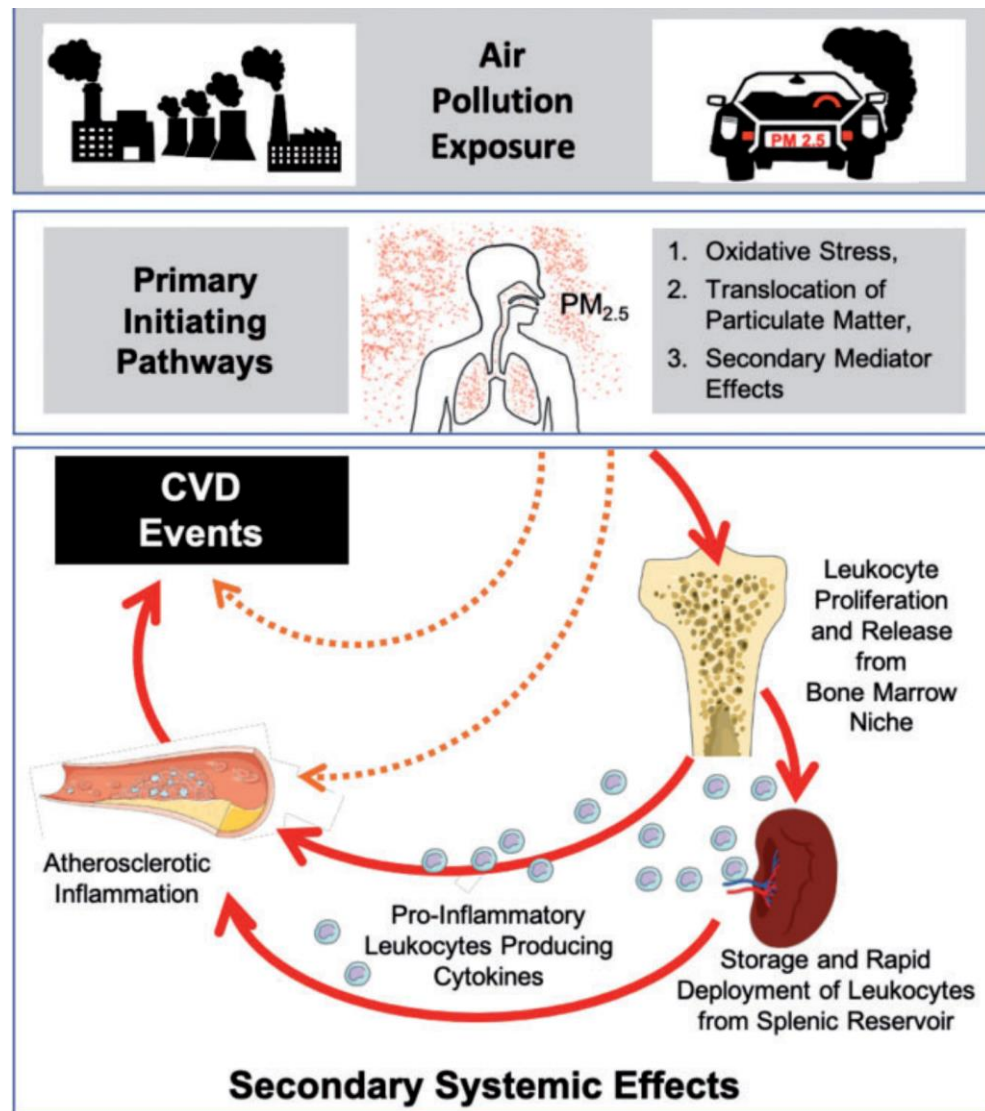 Air
Pollution
Exposure
PM 2.5
Primary
Initiating
Pathways
PM2.5
1. Oxidative Stress,
2. Translocation of
Particulate Matter,
3. Secondary Mediator
Effects
CVD
Events
Leukocyte
Proliferation
and Release
from
Bone Marrow
Niche
Atherosclerotic
Inflammation
Pro-Inflammatory
Leukocytes Producing
Cytokines
Storage and Rapid
Deployment of Leukocytes
from Splenic Reservoir
Secondary Systemic Effects